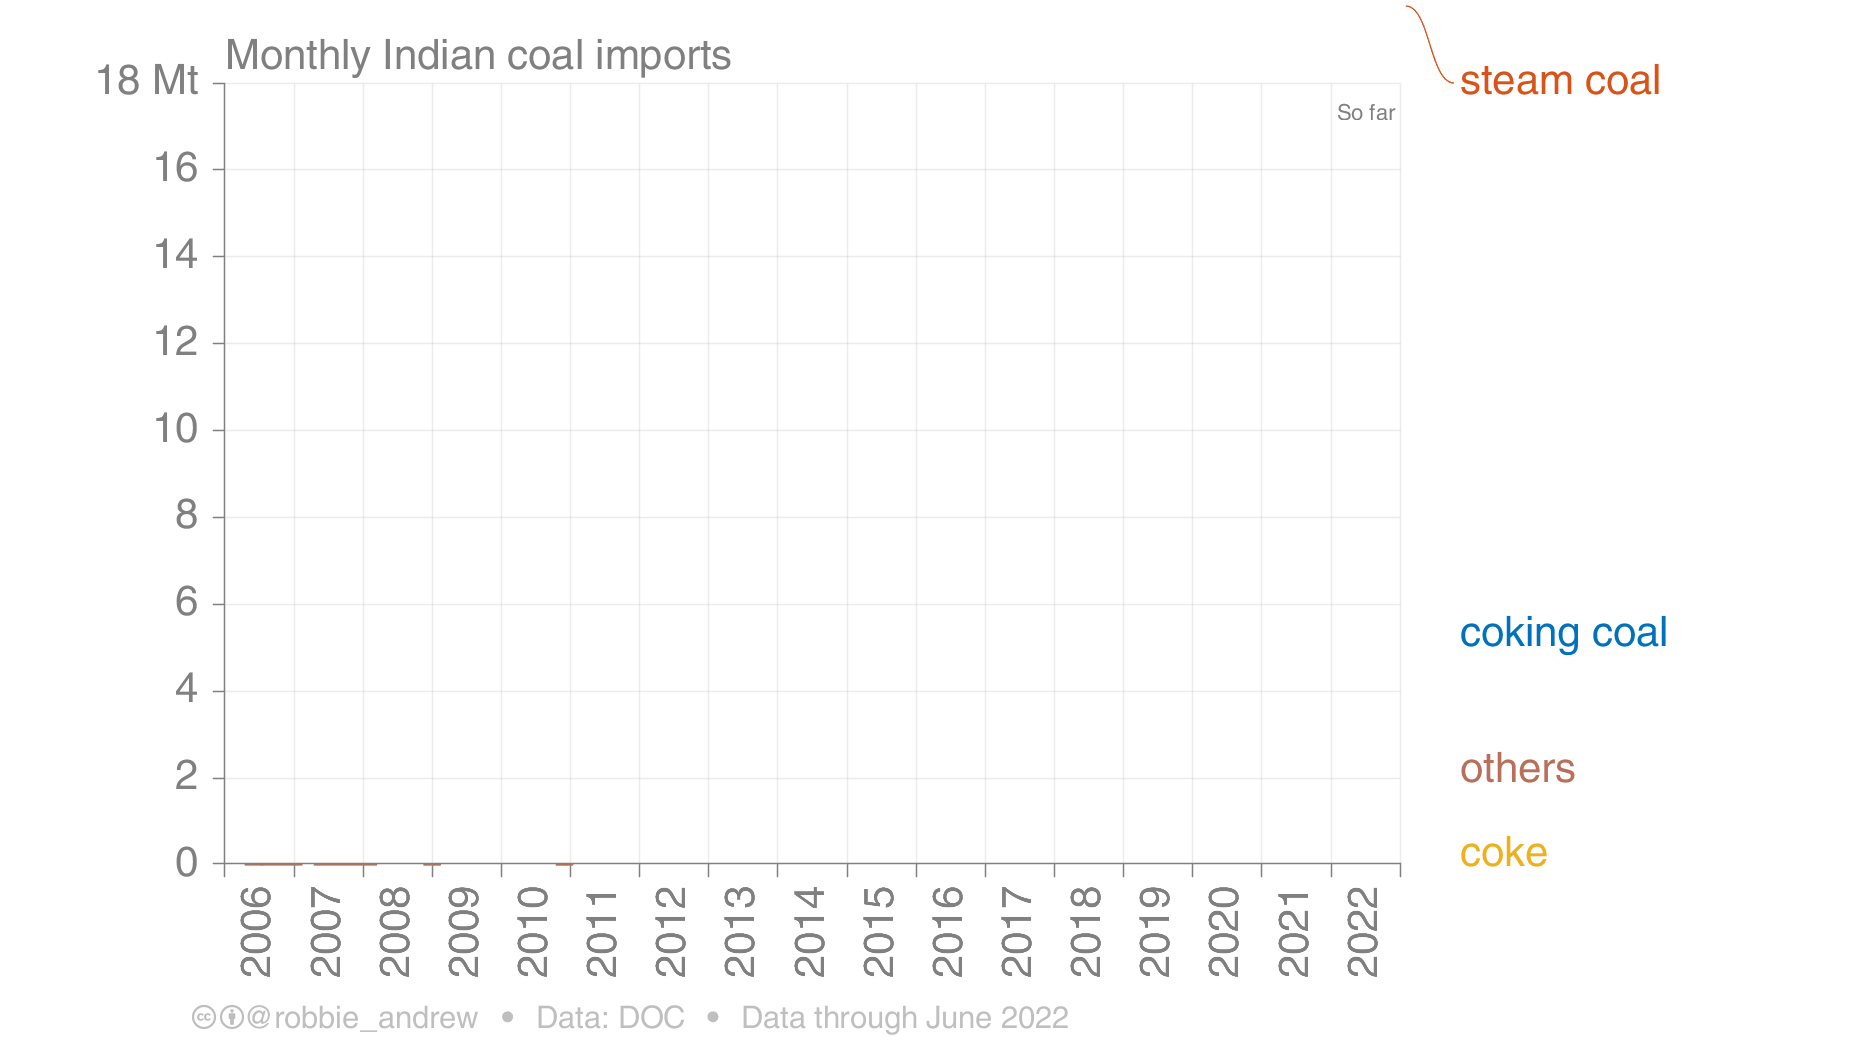 Monthly Indian coal imports
18 Mt
steam coal
So far
16
14
12
10
8
6
coking coal
4
others
2
0
coke
2006 2007 2008 2009 2010 2011 2012 2013 2014 2015 2016 2017 2018 2019 2020 2021 2022
@robbie_andrew • Data: DOC • Data through June 2022